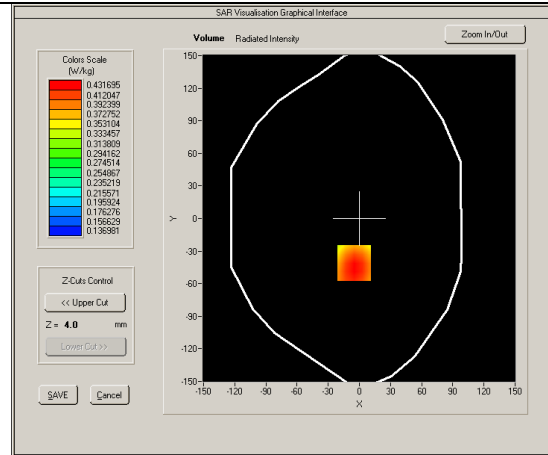 SAR Visualisation Graphical Interface
Volume Radiated Intensity
Zoom In/Out
Colors Scale
(W/kg)
0.431695
0.412047
0.392399
0.372752
0.353104
0.333457
0.313809
0.294162
0.274514
0.254867
0.235219
0.215571
0.195924
0.176276
0.156629
0.136981
Z-Cuts Control
<< Upper Cut
Z = 4.0 mm
Lower Cut >>
SAVE Cancel
150
120
90
60
30
0
-30
-60
-90
-120
-150
Y
-150 -120 -90 -60 -30 0 30 60 90 120 150
X